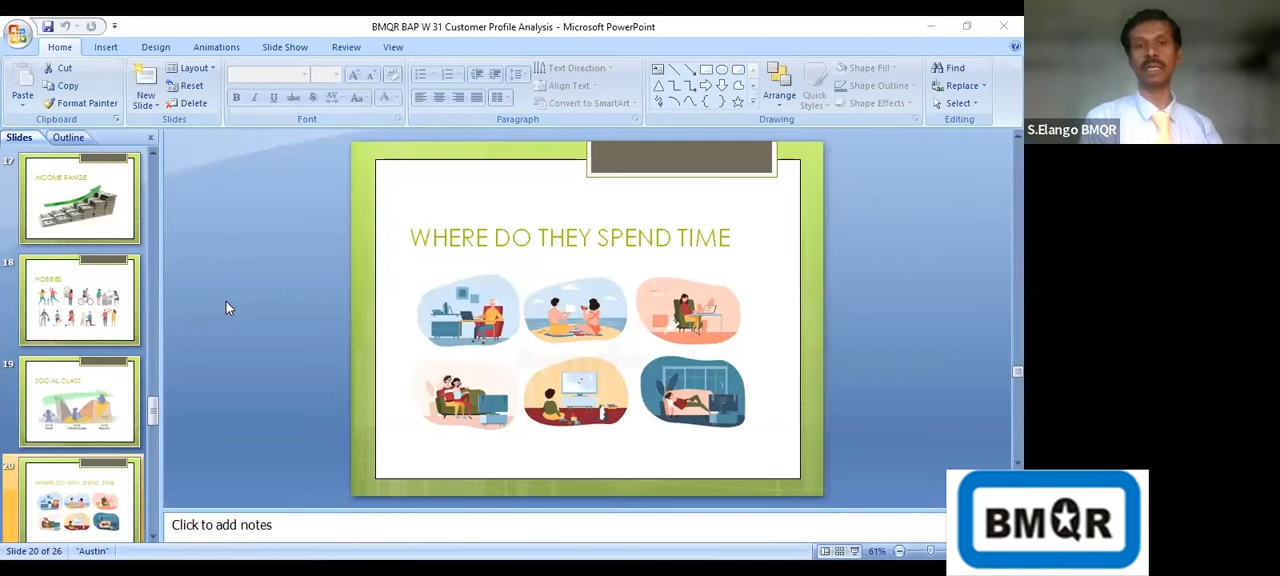 BMQR BAP W 31 Customer Profile Analysis - Microsoft PowerPoint
Home Insert Design Animations Slide Show Review View
Paste
Cut
Copy
Format Painter
Clipboard
New Slide
Layout
Reset
Delete
Slides
B I U abc S AV Aa A
Font
Paragraph
Text Direction
Align Text
Convert to SmartArt
Arrange
Quick Styles
Shape Fill
Shape Outline
Shape Effects
Drawing
Find
Replace
Select
Editing
S.Elango BMQR
Slides Outline
17
INCOME RANGE
18
HOBBIES
19
SOCIAL CLASS
20
WHERE DO THEY SPEND TIME
WHERE DO THEY SPEND TIME
Click to add notes
BMQR
Slide 20 of 26 "Austin" 61%